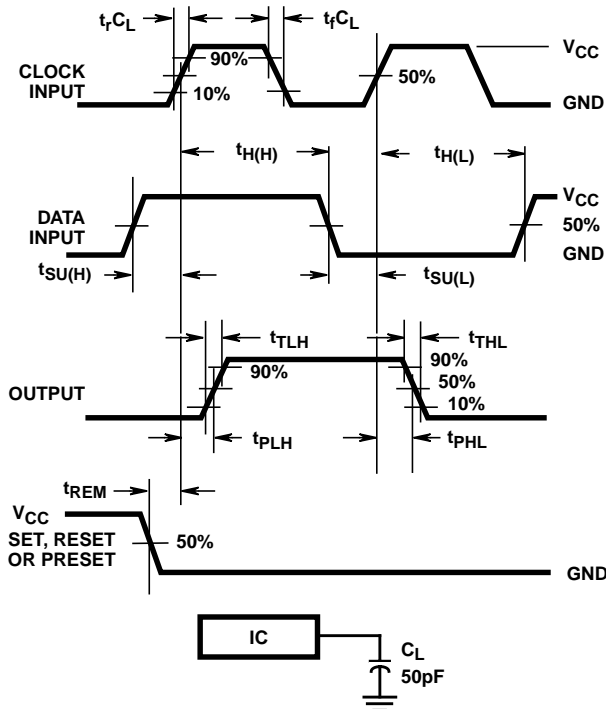 trCL
tfCL
VCC
90%
50%
CLOCK
INPUT
10%
GND
tH(H)
tH(L)
VCC
DATA
INPUT
50%
GND
tSU(H)
tSU(L)
tTLH
tTHL
90%
90%
50%
OUTPUT
10%
tPLH
tPHL
tREM
VCC
SET, RESET
OR PRESET
50%
GND
IC
CL
50pF